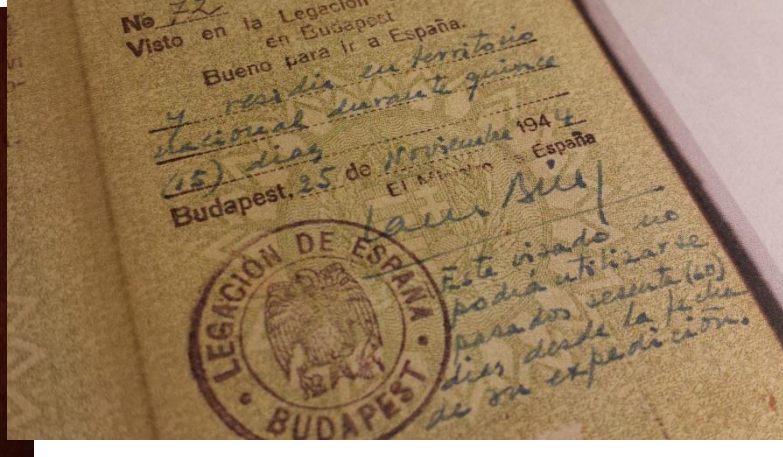 No 72
Visto en la Legación
en Budapest
Bueno para ir a España.
y residir en territorio
nacional durante quince
(15) dias
Budapest, 25 de Noviembre 1944
El Ministro España
LEGACIÓN DE ESPAÑA
BUDAPEST
Este visado no
podrá utilizarse
pasados sesenta (60)
dias desde la fecha
de su expedición.